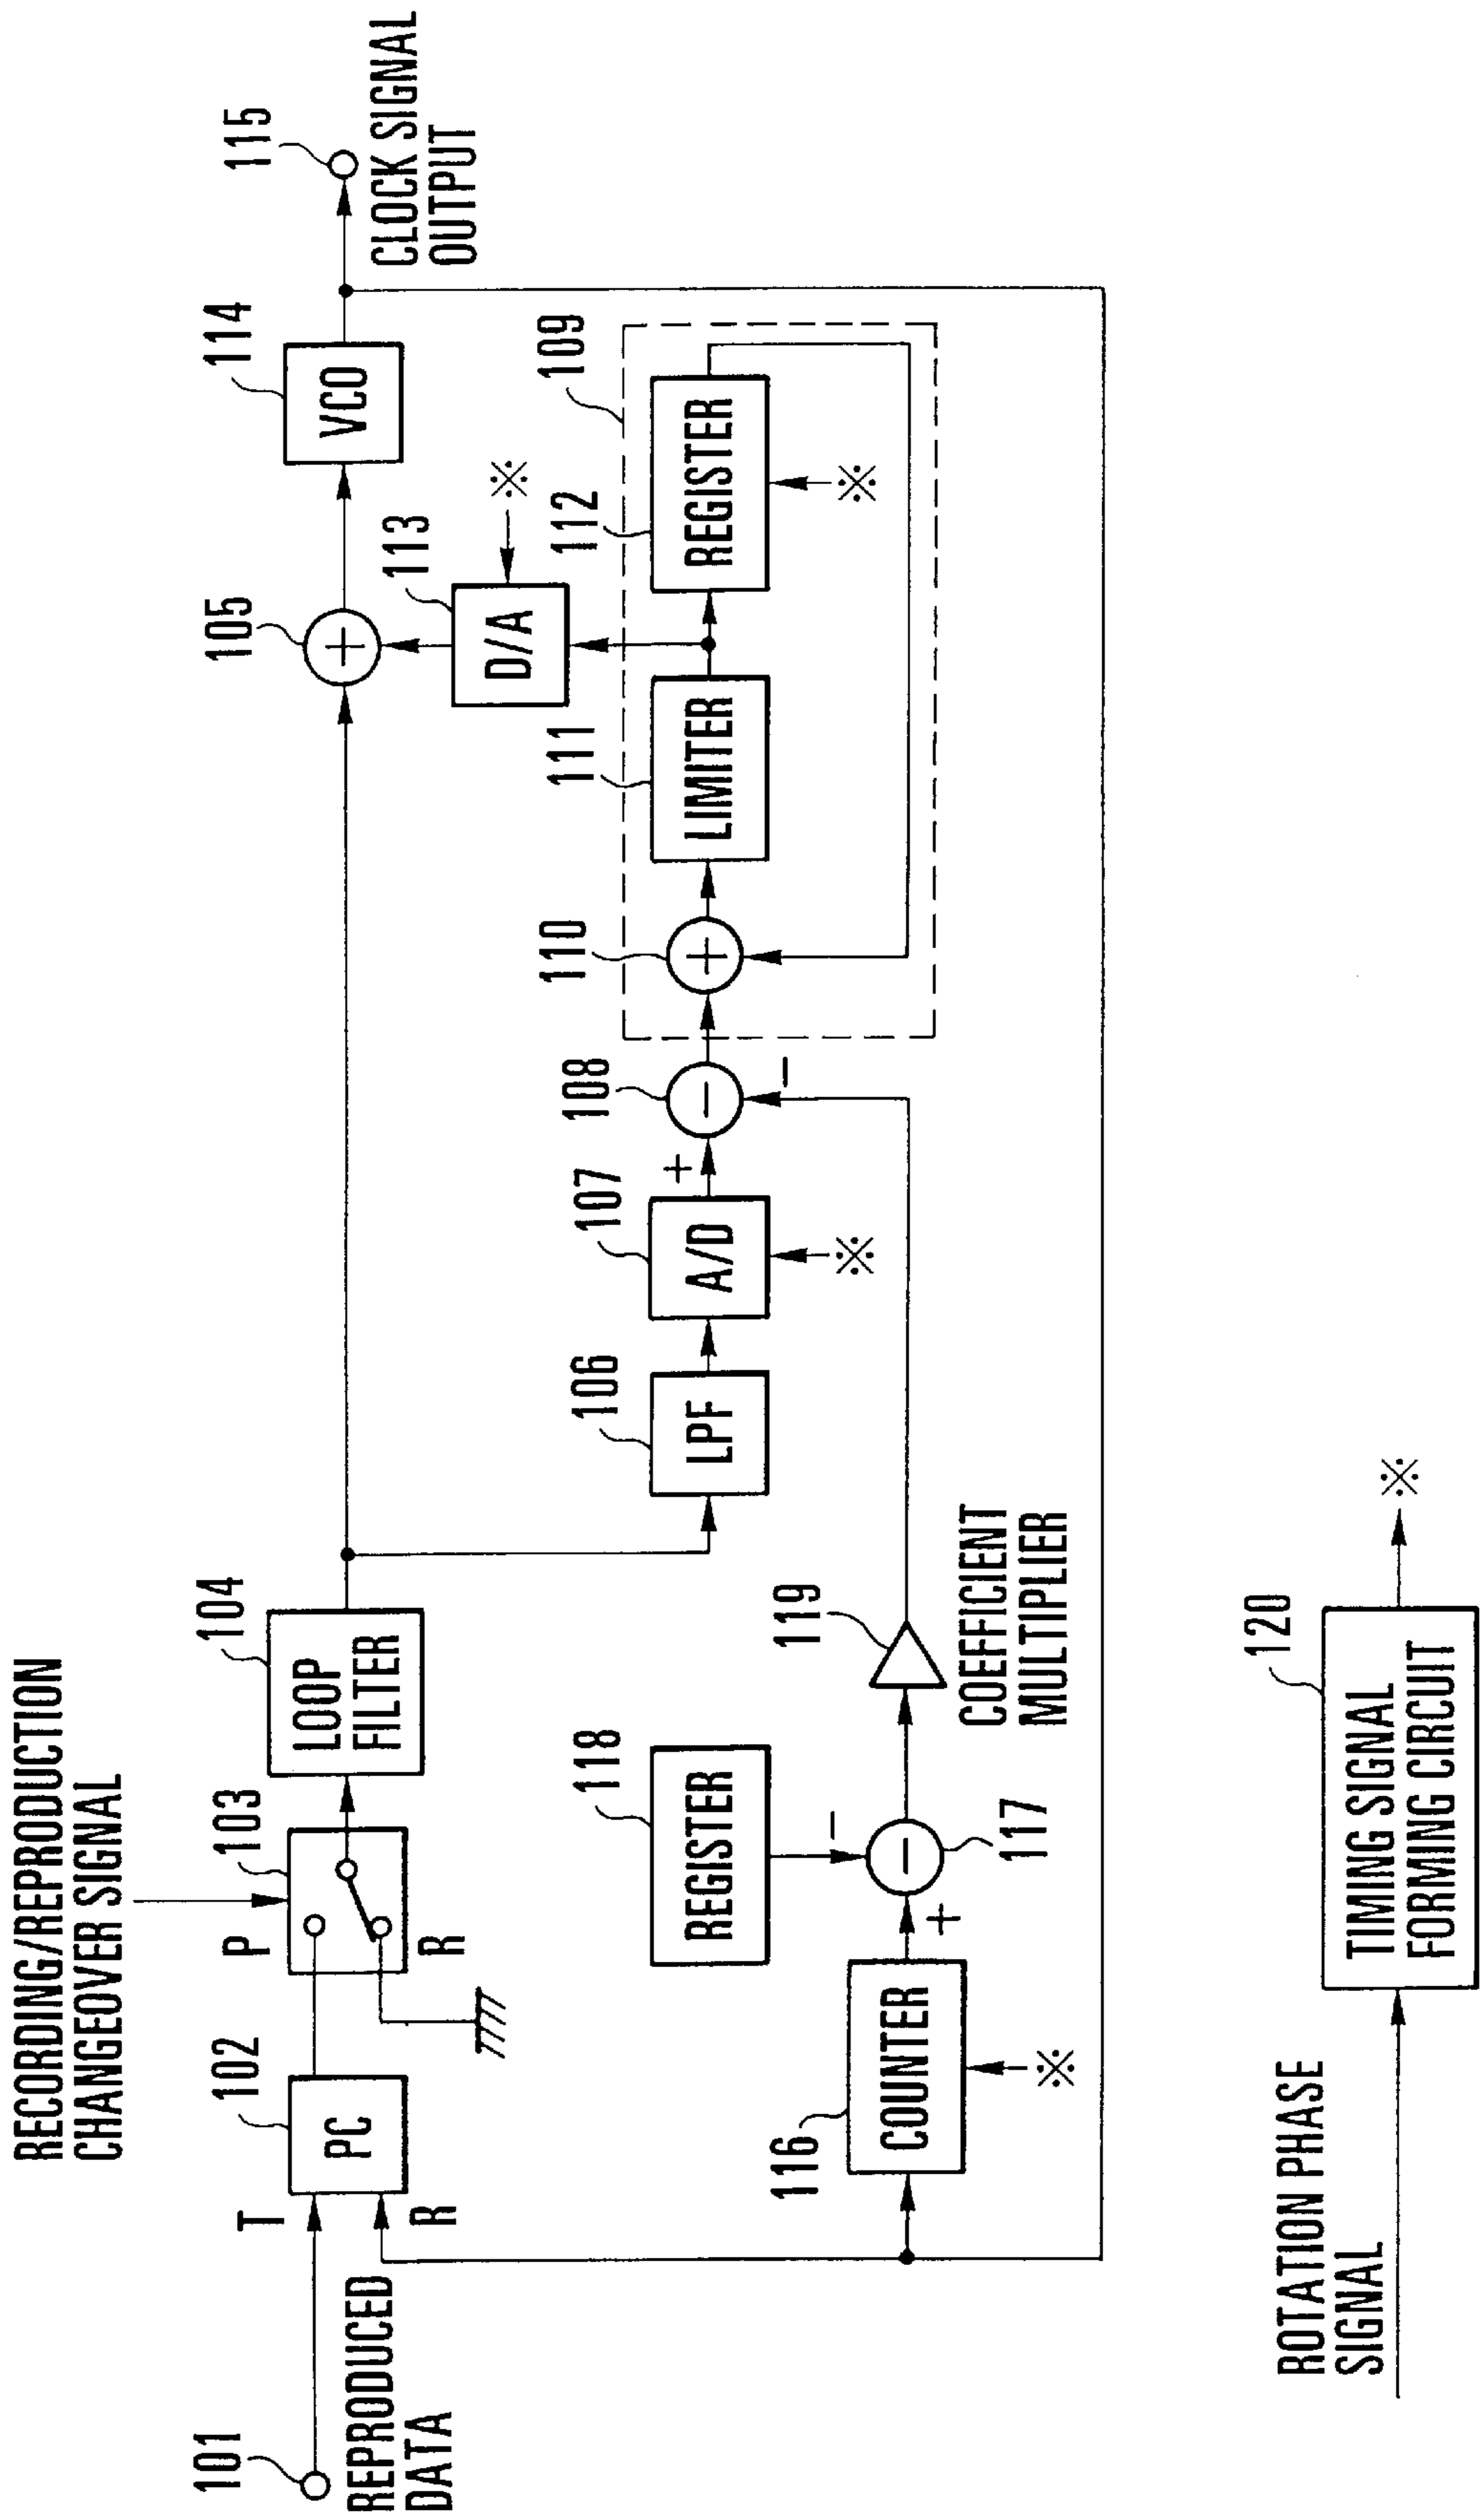 RECORDING/REPRODUCTION
CHANGEOVER SIGNAL
101
REPRODUCED
DATA
T
R
102
PC
103
P
R
104
LOOP
FILTER
105
+
114
VCO
115
CLOCK SIGNAL
OUTPUT
106
LPF
107
A/D
※
+
108
−
−
109
110
+
111
LIMITER
112
REGISTER
※
113
D/A
※
116
COUNTER
※
+
117
−
−
118
REGISTER
119
COEFFICIENT
MULTIPLIER
ROTATION PHASE
SIGNAL
120
TIMING SIGNAL
FORMING CIRCUIT
※